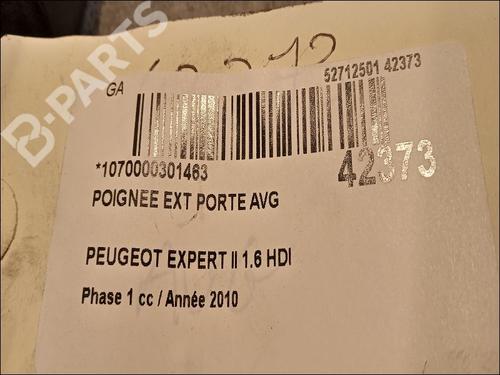 B-PARTS
GA
52712501 42373
*1070000301463
42373
POIGNEE EXT PORTE AVG
PEUGEOT EXPERT II 1.6 HDI
Phase 1 cc / Année 2010